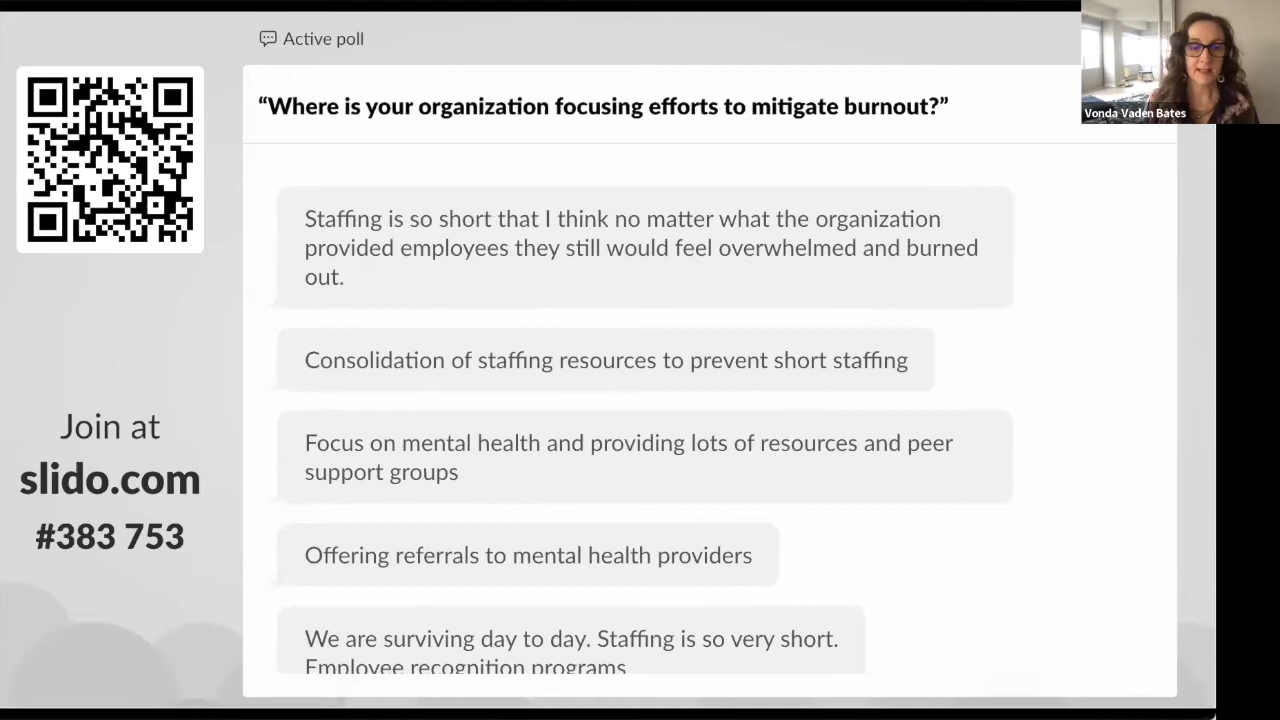 Active poll
“Where is your organization focusing efforts to mitigate burnout?”
Vonda Vaden Bates
Staffing is so short that I think no matter what the organization
provided employees they still would feel overwhelmed and burned
out.
Consolidation of staffing resources to prevent short staffing
Focus on mental health and providing lots of resources and peer
support groups
Offering referrals to mental health providers
We are surviving day to day. Staffing is so very short.
Employee recognition programs
Join at
slido.com
#383 753